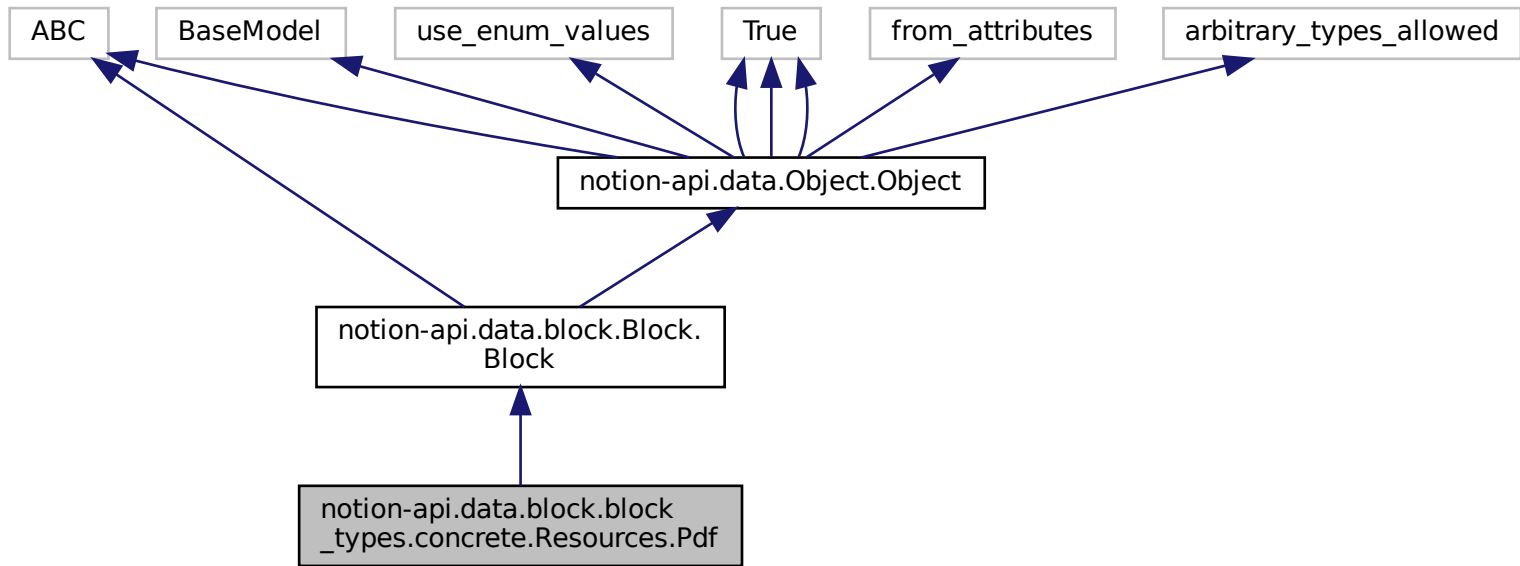 ABC
BaseModel
use_enum_values
True
from_attributes
arbitrary_types_allowed
notion-api.data.Object.Object
notion-api.data.block.Block.
Block
notion-api.data.block.block
_types.concrete.Resources.Pdf